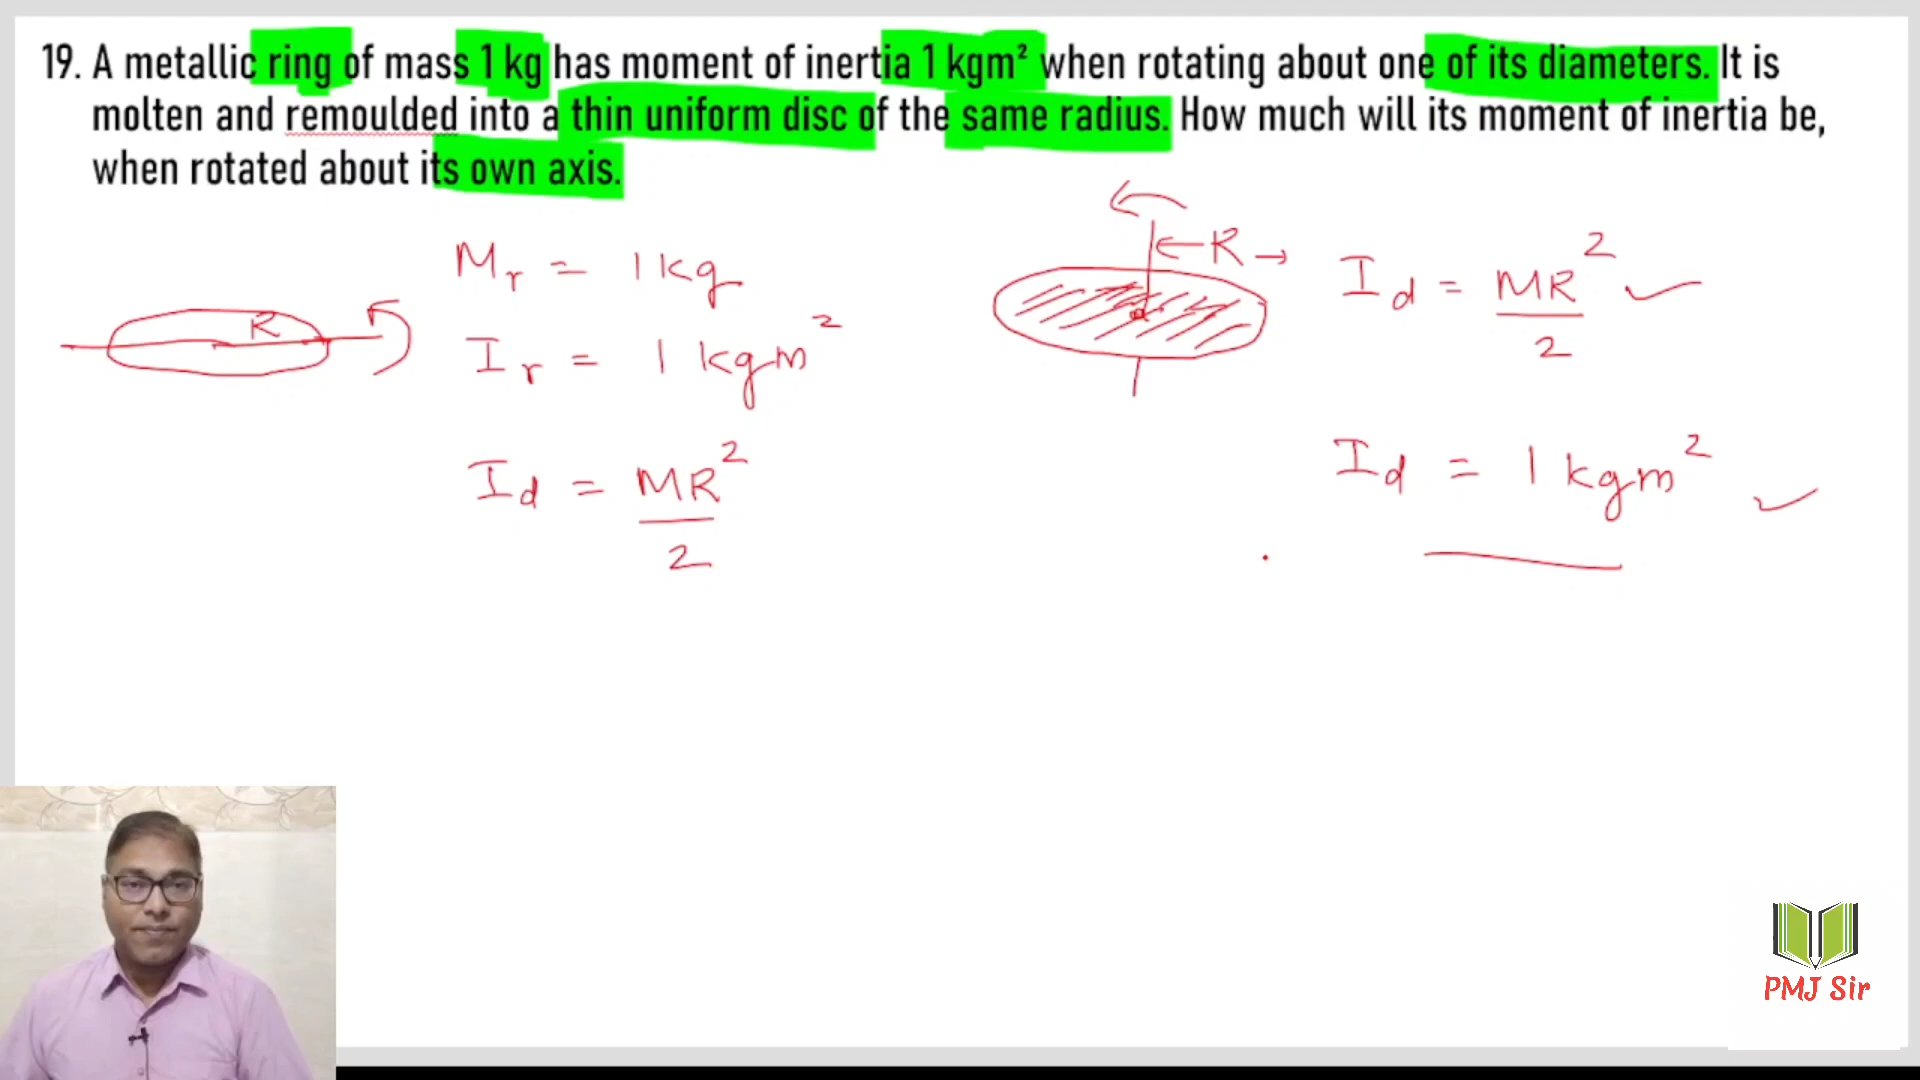 19. A metallic ring of mass 1 kg has moment of inertia 1 kgm² when rotating about one of its diameters. It is
molten and remoulded into a thin uniform disc of the same radius. How much will its moment of inertia be,
when rotated about its own axis.
Mr = 1 kg
R
Ir = 1 kgm²
Id = MR²/2
←R→
Id = MR²/2 ✓
Id = 1 kgm² ✓
PMJ Sir